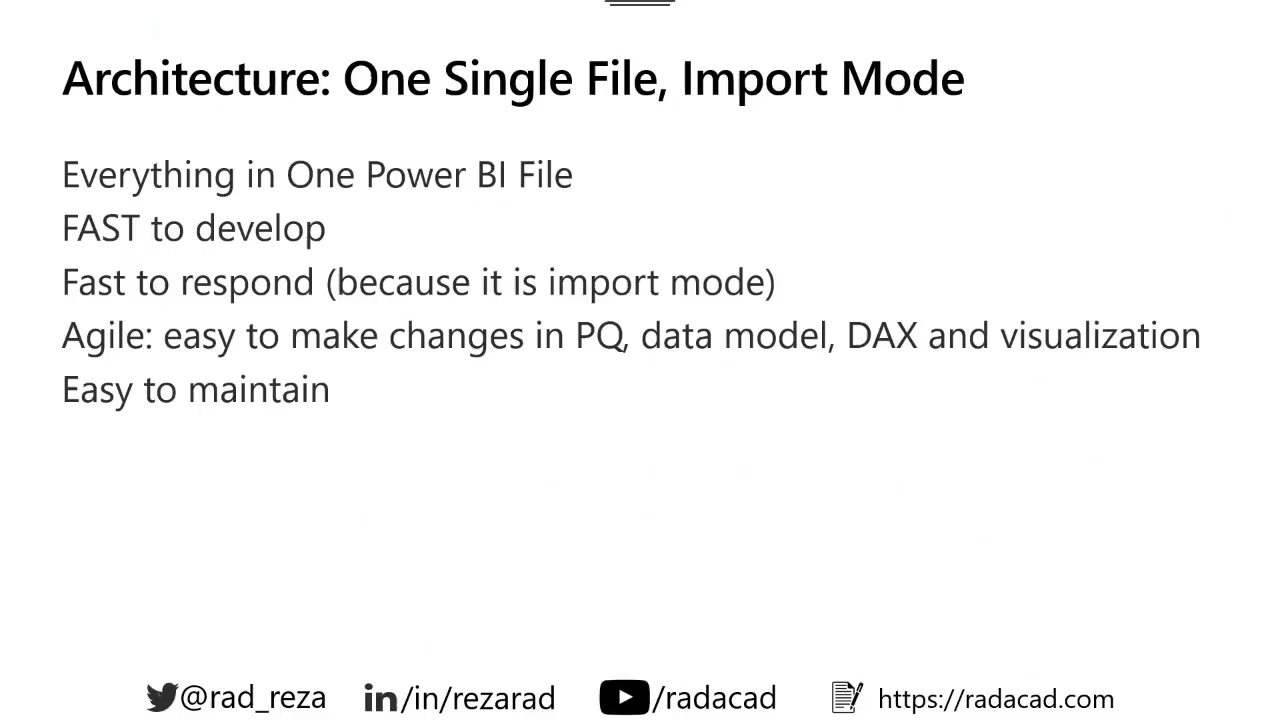 Architecture: One Single File, Import Mode
Everything in One Power BI File
FAST to develop
Fast to respond (because it is import mode)
Agile: easy to make changes in PQ, data model, DAX and visualization
Easy to maintain
@rad_reza in/in/rezarad /radacad https://radacad.com